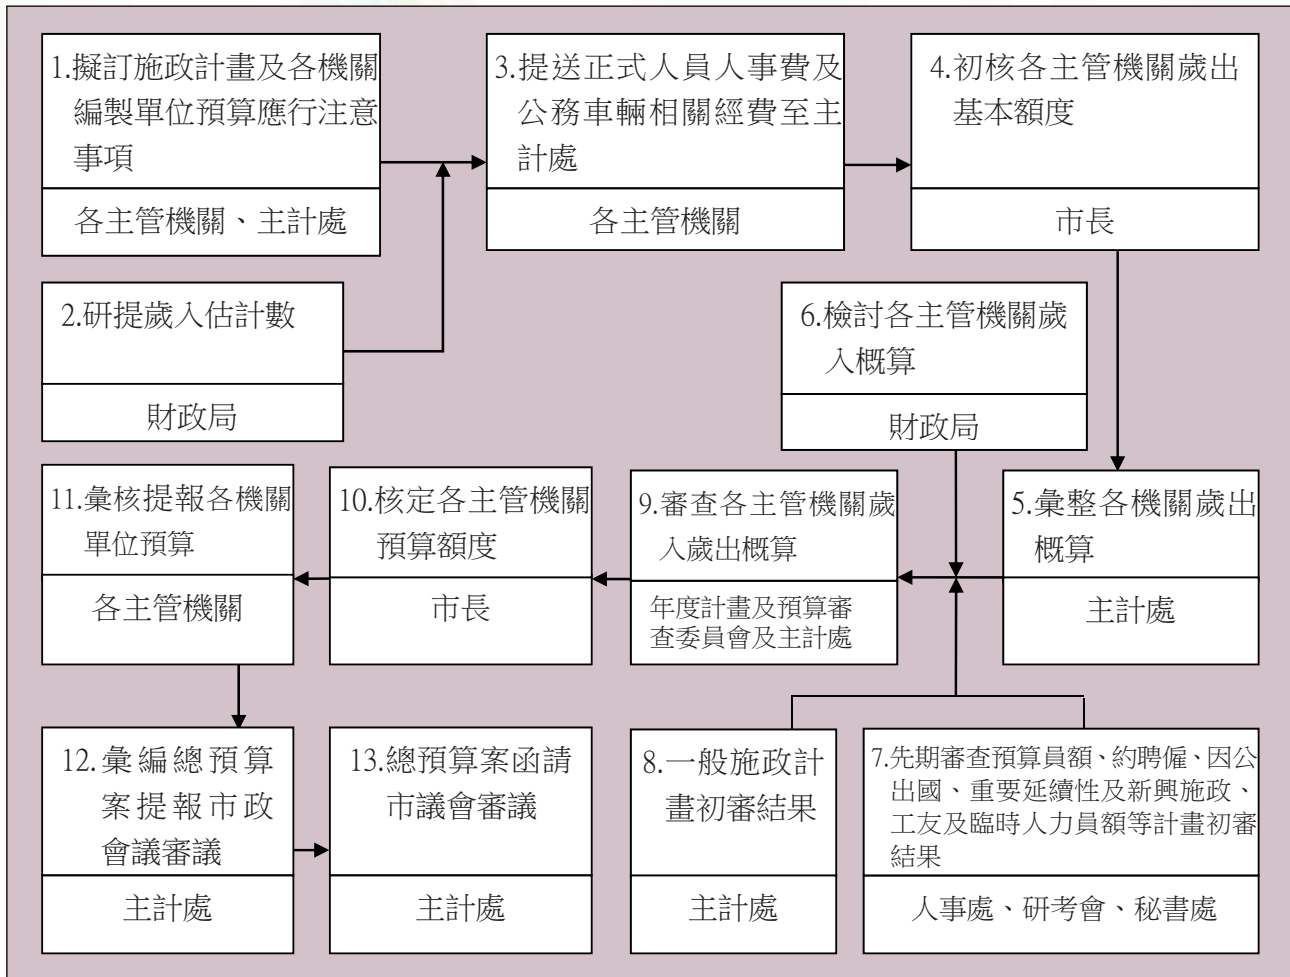 1.擬訂施政計畫及各機關
編製單位預算應行注意
事項
各主管機關、主計處
2.研提歲入估計數
財政局
3.提送正式人員人事費及
公務車輛相關經費至主
計處
各主管機關
4.初核各主管機關歲出
基本額度
市長
5.彙整各機關歲出
概算
主計處
6.檢討各主管機關歲
入概算
財政局
7.先期審查預算員額、約聘僱、因公
出國、重要延續性及新興施政、
工友及臨時人力員額等計畫初審
結果
人事處、研考會、秘書處
8.一般施政計
畫初審結果
主計處
9.審查各主管機關歲
入歲出概算
年度計畫及預算審
查委員會及主計處
10.核定各主管機關
預算額度
市長
11.彙核提報各機關
單位預算
各主管機關
12.彙編總預算
案提報市政
會議審議
主計處
13.總預算案函請
市議會審議
主計處